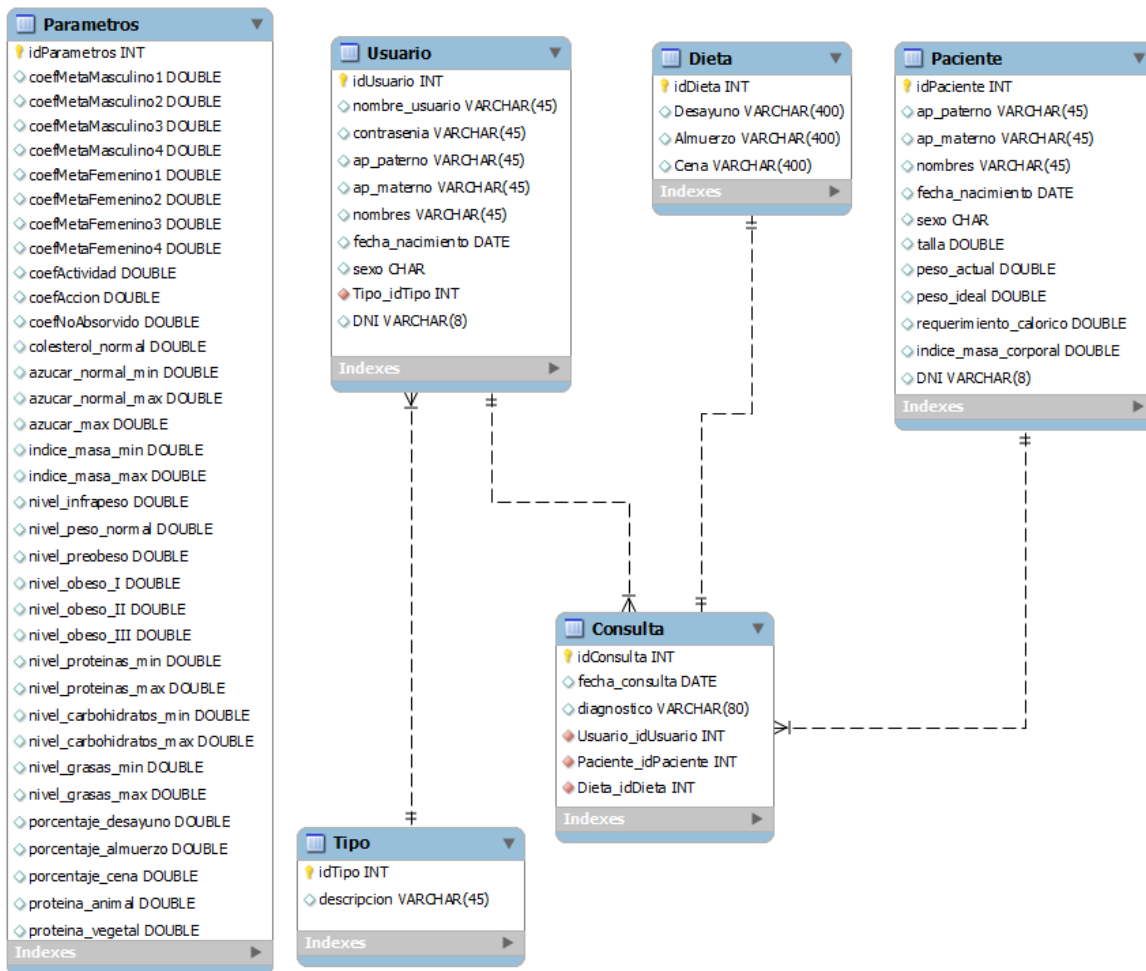 Parametros
idParametros INT
coefMetaMasculino1 DOUBLE
coefMetaMasculino2 DOUBLE
coefMetaMasculino3 DOUBLE
coefMetaMasculino4 DOUBLE
coefMetaFemenino1 DOUBLE
coefMetaFemenino2 DOUBLE
coefMetaFemenino3 DOUBLE
coefMetaFemenino4 DOUBLE
coefActividad DOUBLE
coefAccion DOUBLE
coefNoAbsorvido DOUBLE
colesterol_normal DOUBLE
azucar_normal_min DOUBLE
azucar_normal_max DOUBLE
azucar_max DOUBLE
indice_masa_min DOUBLE
indice_masa_max DOUBLE
nivel_infrapeso DOUBLE
nivel_peso_normal DOUBLE
nivel_preobeso DOUBLE
nivel_obeso_I DOUBLE
nivel_obeso_II DOUBLE
nivel_obeso_III DOUBLE
nivel_proteinas_min DOUBLE
nivel_proteinas_max DOUBLE
nivel_carbohidratos_min DOUBLE
nivel_carbohidratos_max DOUBLE
nivel_grasas_min DOUBLE
nivel_grasas_max DOUBLE
porcentaje_desayuno DOUBLE
porcentaje_almuerzo DOUBLE
porcentaje_cena DOUBLE
proteina_animal DOUBLE
proteina_vegetal DOUBLE
Indexes
Usuario
idUsuario INT
nombre_usuario VARCHAR(45)
contrasenia VARCHAR(45)
ap_paterno VARCHAR(45)
ap_materno VARCHAR(45)
nombres VARCHAR(45)
fecha_nacimiento DATE
sexo CHAR
Tipo_idTipo INT
DNI VARCHAR(8)
Indexes
Dieta
idDieta INT
Desayuno VARCHAR(400)
Almuerzo VARCHAR(400)
Cena VARCHAR(400)
Indexes
Paciente
idPaciente INT
ap_paterno VARCHAR(45)
ap_materno VARCHAR(45)
nombres VARCHAR(45)
fecha_nacimiento DATE
sexo CHAR
talla DOUBLE
peso_actual DOUBLE
peso_ideal DOUBLE
requerimiento_calorico DOUBLE
indice_masa_corporal DOUBLE
DNI VARCHAR(8)
Indexes
Consulta
idConsulta INT
fecha_consulta DATE
diagnostico VARCHAR(80)
Usuario_idUsuario INT
Paciente_idPaciente INT
Dieta_idDieta INT
Indexes
Tipo
idTipo INT
descripcion VARCHAR(45)
Indexes